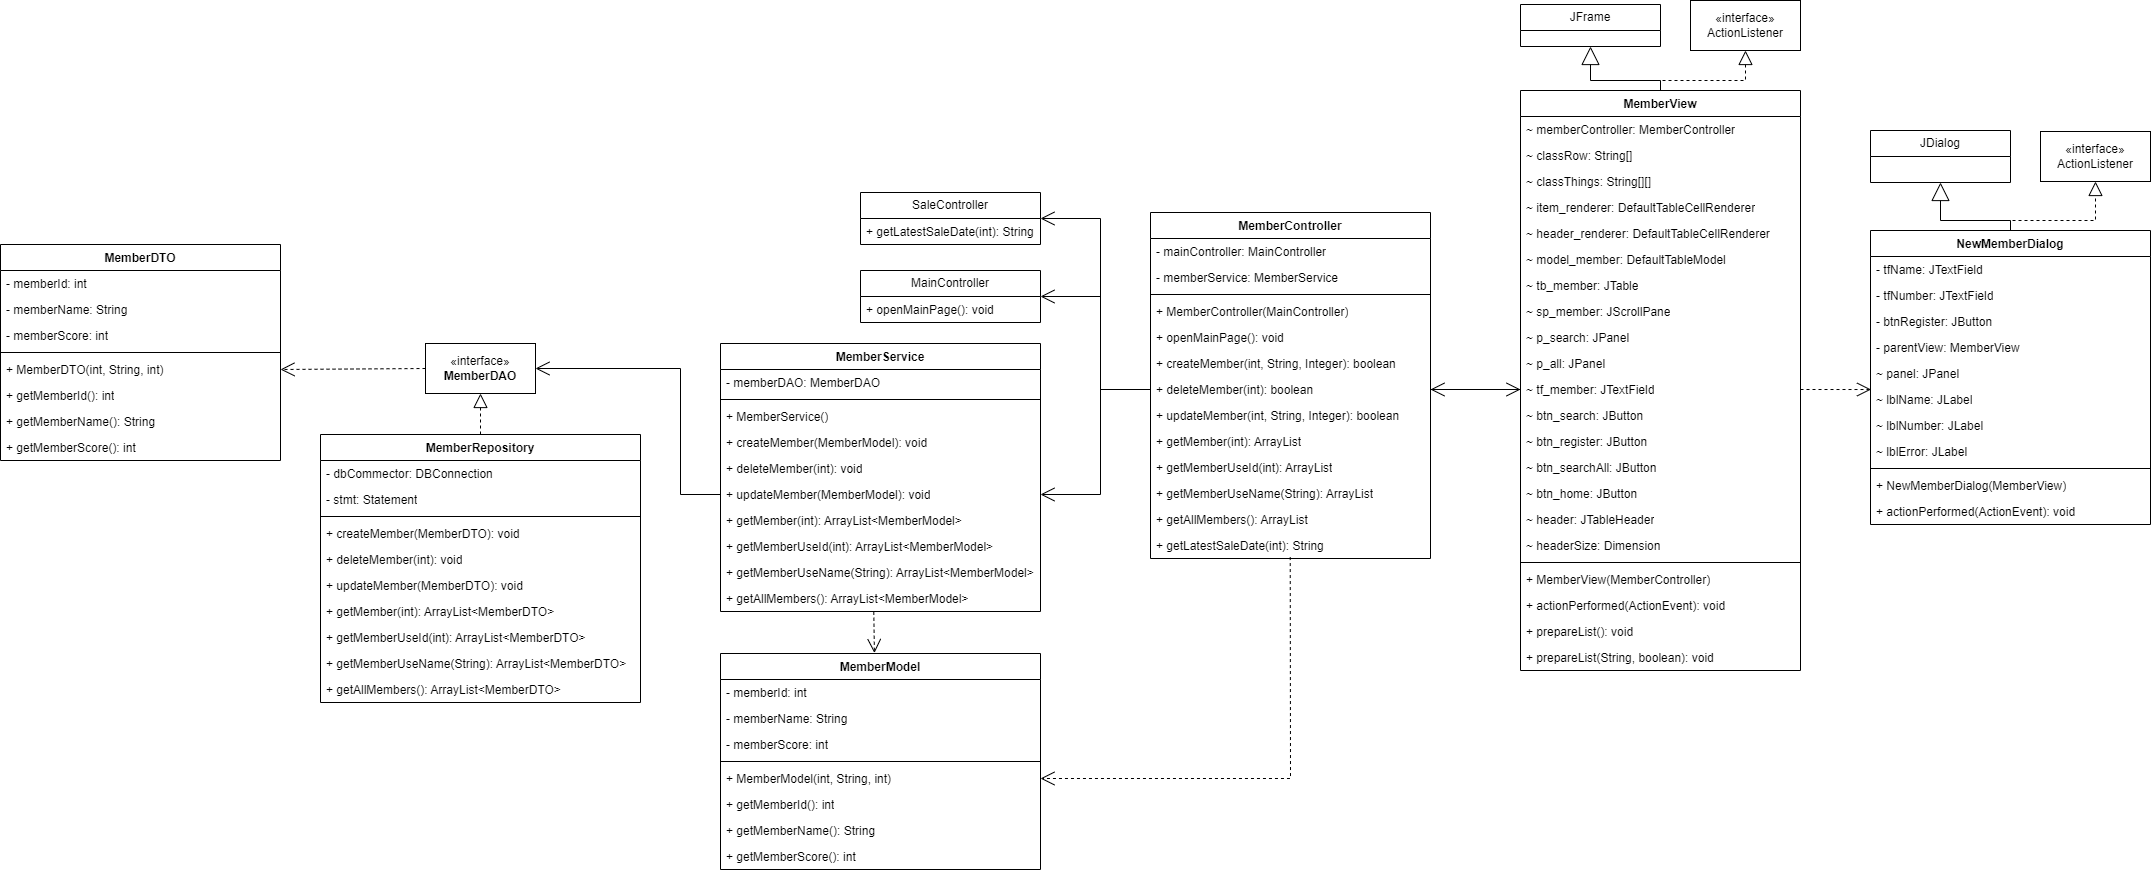 JFrame
«interface»
ActionListener
MemberView
~ memberController: MemberController
~ classRow: String[]
~ classThings: String[][]
~ item_renderer: DefaultTableCellRenderer
~ header_renderer: DefaultTableCellRenderer
~ model_member: DefaultTableModel
~ tb_member: JTable
~ sp_member: JScrollPane
~ p_search: JPanel
~ p_all: JPanel
~ tf_member: JTextField
~ btn_search: JButton
~ btn_register: JButton
~ btn_searchAll: JButton
~ btn_home: JButton
~ header: JTableHeader
~ headerSize: Dimension
+ MemberView(MemberController)
+ actionPerformed(ActionEvent): void
+ prepareList(): void
+ prepareList(String, boolean): void
JDialog
«interface»
ActionListener
NewMemberDialog
- tfName: JTextField
- tfNumber: JTextField
- btnRegister: JButton
- parentView: MemberView
~ panel: JPanel
~ lblName: JLabel
~ lblNumber: JLabel
~ lblError: JLabel
+ NewMemberDialog(MemberView)
+ actionPerformed(ActionEvent): void
SaleController
+ getLatestSaleDate(int): String
MainController
+ openMainPage(): void
MemberController
- mainController: MainController
- memberService: MemberService
+ MemberController(MainController)
+ openMainPage(): void
+ createMember(int, String, Integer): boolean
+ deleteMember(int): boolean
+ updateMember(int, String, Integer): boolean
+ getMember(int): ArrayList
+ getMemberUseId(int): ArrayList
+ getMemberUseName(String): ArrayList
+ getAllMembers(): ArrayList
+ getLatestSaleDate(int): String
MemberDTO
- memberId: int
- memberName: String
- memberScore: int
+ MemberDTO(int, String, int)
+ getMemberId(): int
+ getMemberName(): String
+ getMemberScore(): int
«interface»
MemberDAO
MemberRepository
- dbCommector: DBConnection
- stmt: Statement
+ createMember(MemberDTO): void
+ deleteMember(int): void
+ updateMember(MemberDTO): void
+ getMember(int): ArrayList<MemberDTO>
+ getMemberUseId(int): ArrayList<MemberDTO>
+ getMemberUseName(String): ArrayList<MemberDTO>
+ getAllMembers(): ArrayList<MemberDTO>
MemberService
- memberDAO: MemberDAO
+ MemberService()
+ createMember(MemberModel): void
+ deleteMember(int): void
+ updateMember(MemberModel): void
+ getMember(int): ArrayList<MemberModel>
+ getMemberUseId(int): ArrayList<MemberModel>
+ getMemberUseName(String): ArrayList<MemberModel>
+ getAllMembers(): ArrayList<MemberModel>
MemberModel
- memberId: int
- memberName: String
- memberScore: int
+ MemberModel(int, String, int)
+ getMemberId(): int
+ getMemberName(): String
+ getMemberScore(): int